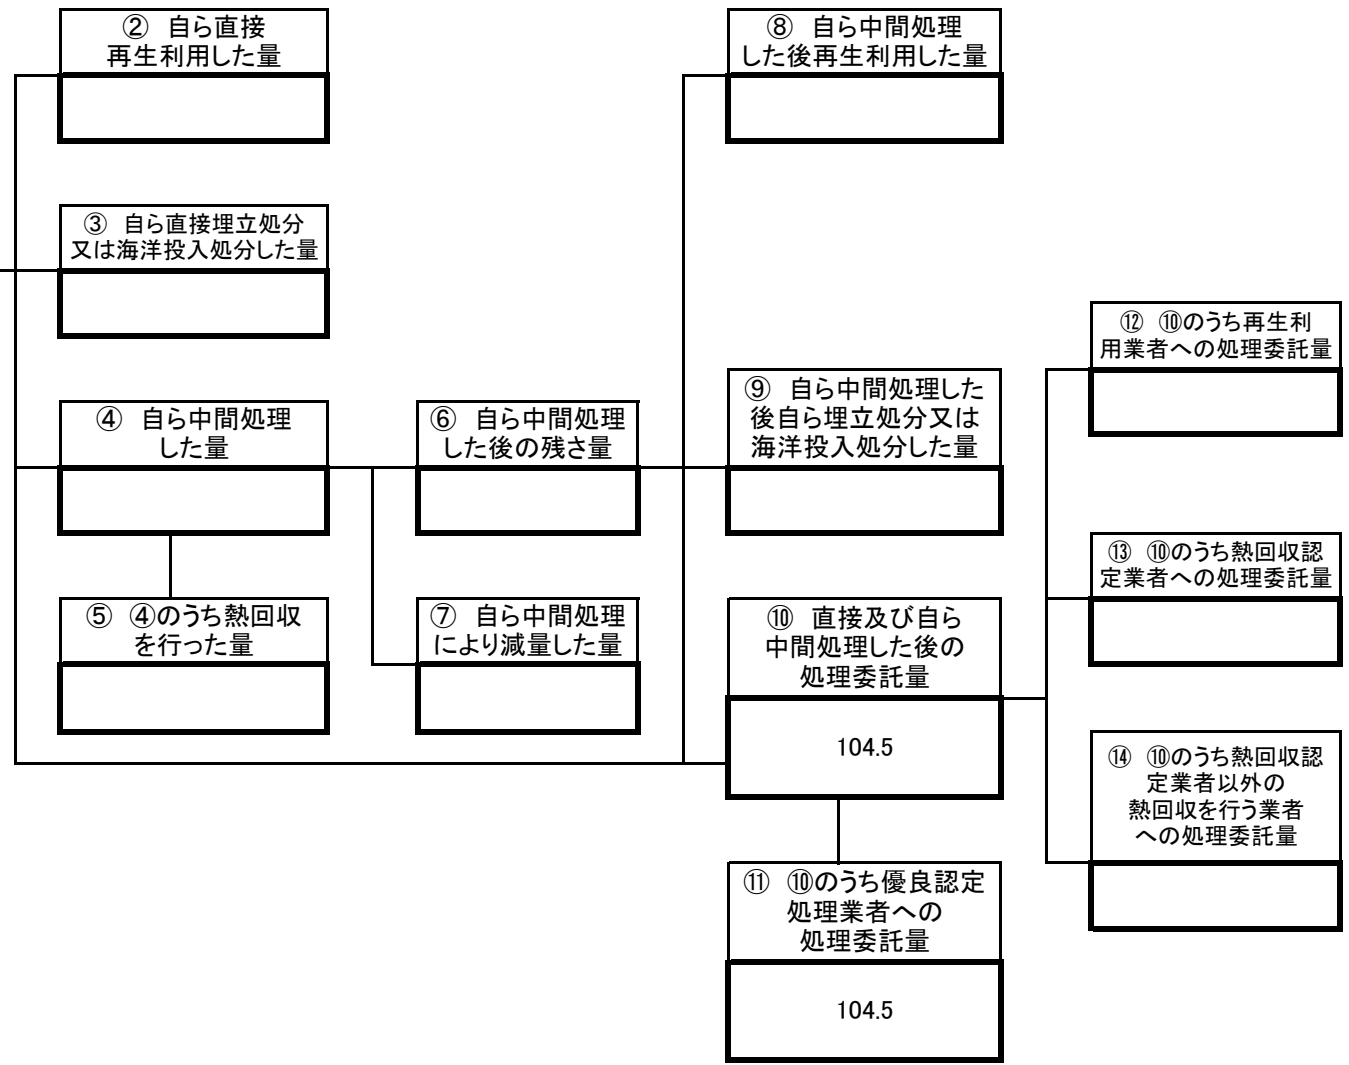 ② 自ら直接
再生利用した量
⑧ 自ら中間処理
した後再生利用した量
③ 自ら直接埋立処分
又は海洋投入処分した量
⑫ ⑩のうち再生利
用業者への処理委託量
④ 自ら中間処理
した量
⑥ 自ら中間処理
した後の残さ量
⑨ 自ら中間処理した
後自ら埋立処分又は
海洋投入処分した量
⑬ ⑩のうち熱回収認
定業者への処理委託量
⑤ ④のうち熱回収
を行った量
⑦ 自ら中間処理
により減量した量
⑩ 直接及び自ら
中間処理した後の
処理委託量
104.5
⑭ ⑩のうち熱回収認
定業者以外の
熱回収を行う業者
への処理委託量
⑪ ⑩のうち優良認定
処理業者への
処理委託量
104.5